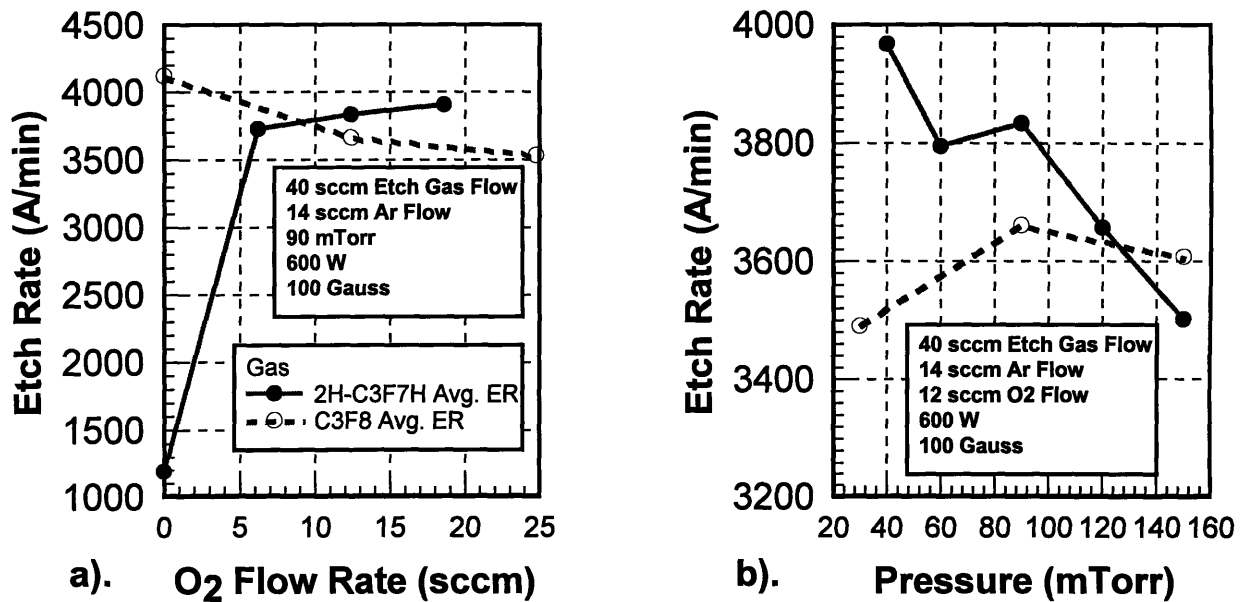 4500
4000
3500
3000
2500
2000
1500
1000
Etch Rate (A/min)
40 sccm Etch Gas Flow
14 sccm Ar Flow
90 mTorr
600 W
100 Gauss
Gas
2H-C3F7H Avg. ER
C3F8 Avg. ER
0 5 10 15 20 25
a). O2 Flow Rate (sccm)
4000
3800
3600
3400
3200
Etch Rate (A/min)
40 sccm Etch Gas Flow
14 sccm Ar Flow
12 sccm O2 Flow
600 W
100 Gauss
20 40 60 80 100 120 140 160
b). Pressure (mTorr)